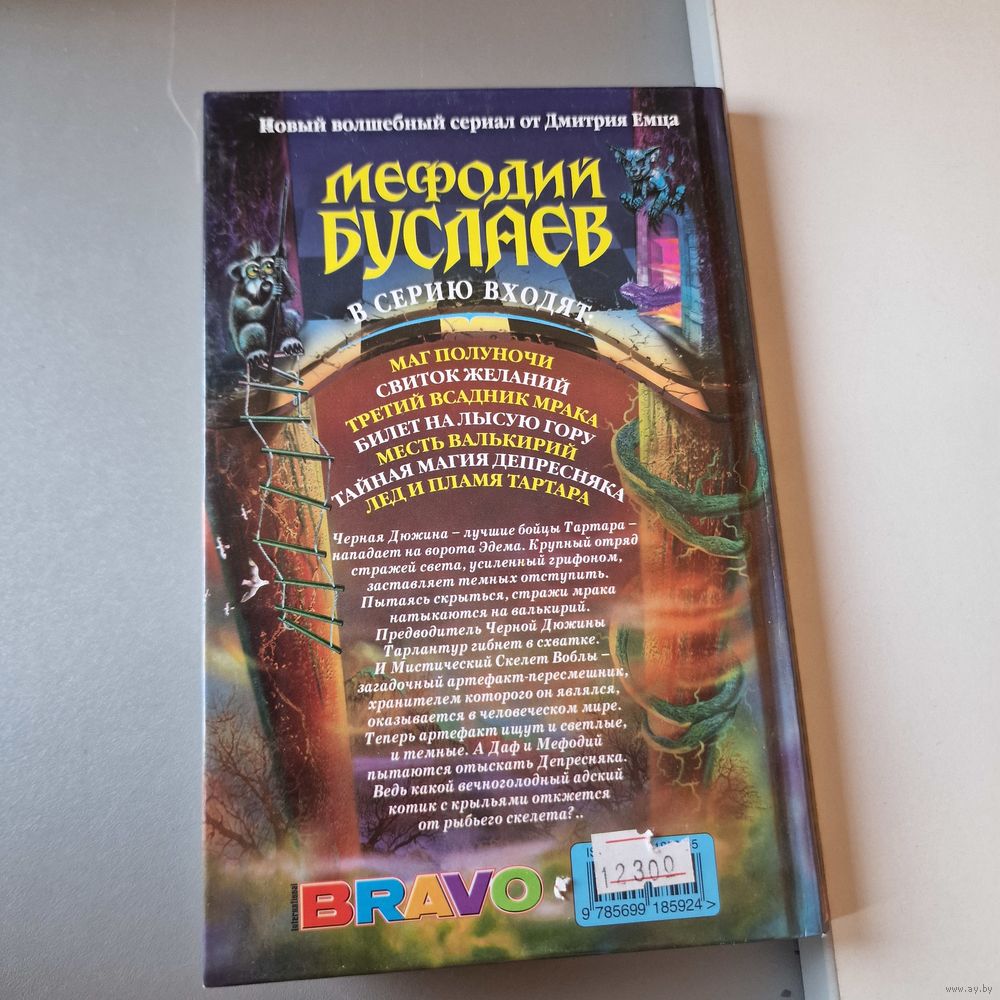 Новый волшебный сериал от Дмитрия Емца
МЕФОДИЙ
БУСЛАЕВ
В СЕРИЮ ВХОДЯТ:
МАГ ПОЛУНОЧИ
СВИТОК ЖЕЛАНИЙ
ТРЕТИЙ ВСАДНИК МРАКА
БИЛЕТ НА ЛЫСУЮ ГОРУ
МЕСТЬ ВАЛЬКИРИЙ
ТАЙНАЯ МАГИЯ ДЕПРЕСНЯКА
ЛЕД И ПЛАМЯ ТАРТАРА
Черная Дюжина – лучшие бойцы Тартара –
нападает на ворота Эдема. Крупный отряд
стражей света, усиленный грифоном,
заставляет темных отступить.
Пытаясь скрыться, стражи мрака
натыкаются на валькирий.
Предводитель Черной Дюжины
Тарлантур гибнет в схватке.
И Мистический Скелет Воблы –
загадочный артефакт-пересмешник,
хранителем которого он являлся,
оказывается в человеческом мире.
Теперь артефакт ищут и светлые,
и темные. А Даф и Мефодий
пытаются отыскать Депресняка.
Ведь какой вечноголодный адский
котик с крыльями откжется
от рыбьего скелета?..
International
BRAVO
12300
9 785699 185924 >
www.ay.by